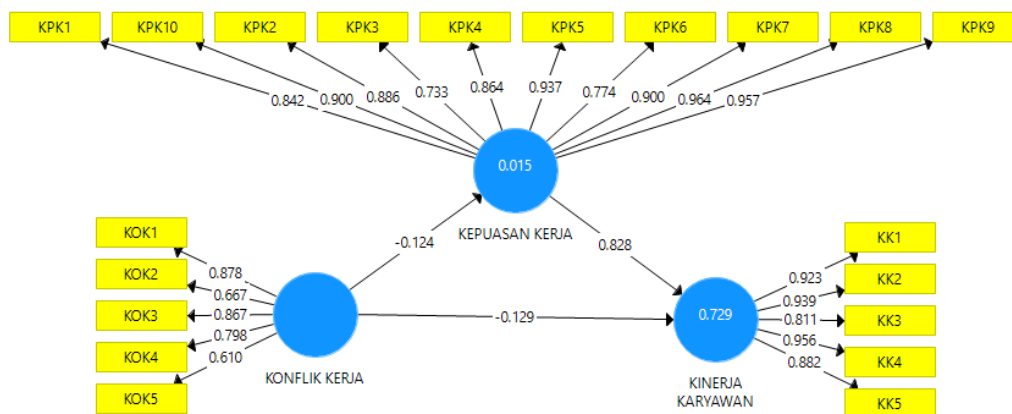 KPK1 KPK10 KPK2 KPK3 KPK4 KPK5 KPK6 KPK7 KPK8 KPK9
0.842 0.900 0.886 0.733 0.864 0.937 0.774 0.900 0.964 0.957
0.015
KEPUASAN KERJA
-0.124
0.828
KOK1
KOK2
KOK3
KOK4
KOK5
0.878
0.667
0.867
0.798
0.610
KONFLIK KERJA
-0.129
0.729
KINERJA
KARYAWAN
0.923
0.939
0.811
0.956
0.882
KK1
KK2
KK3
KK4
KK5